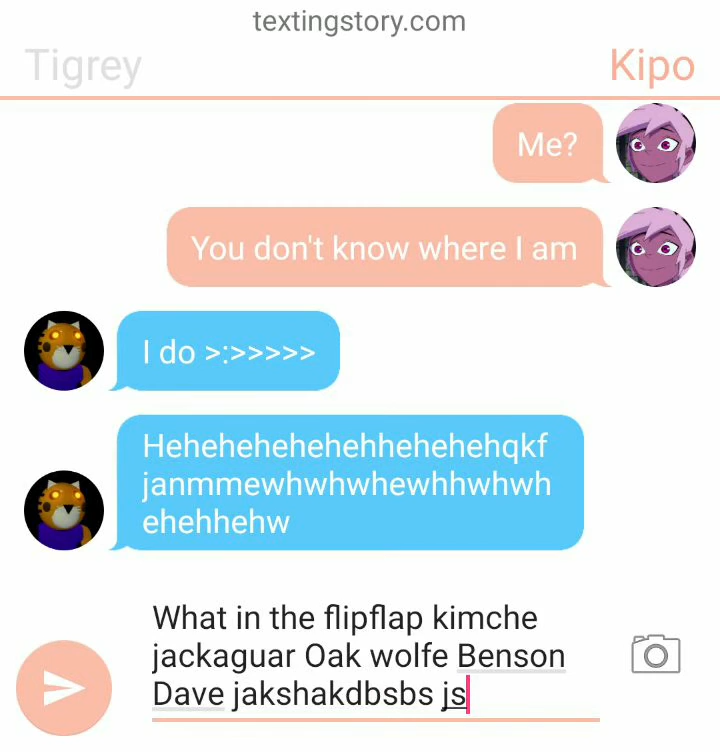 textingstory.com
Tigrey
Kipo
Me?
You don't know where I am
I do >:>>>>>
Hehehehehehehhehehehqkf
janmmewhwhwhewhhwhwh
ehehhehw
What in the flipflap kimche
jackaguar Oak wolfe Benson
Dave jakshakdbsbs js